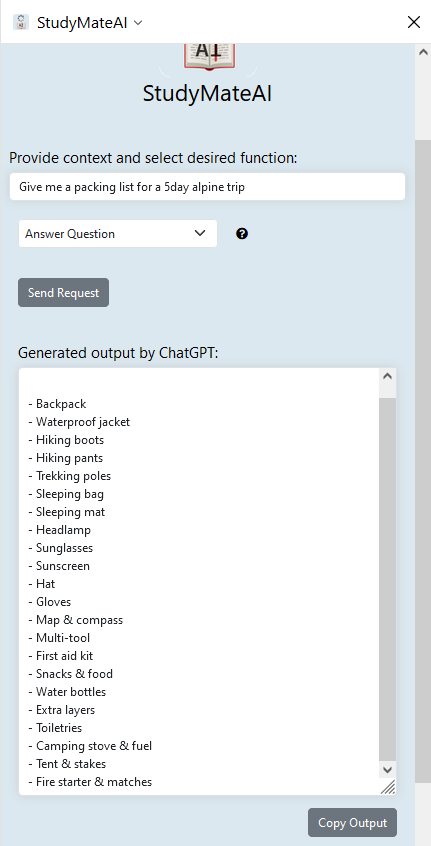 StudyMateAI
AI
StudyMateAI
Provide context and select desired function:
Give me a packing list for a 5day alpine trip
Answer Question
Send Request
Generated output by ChatGPT:
- Backpack
- Waterproof jacket
- Hiking boots
- Hiking pants
- Trekking poles
- Sleeping bag
- Sleeping mat
- Headlamp
- Sunglasses
- Sunscreen
- Hat
- Gloves
- Map & compass
- Multi-tool
- First aid kit
- Snacks & food
- Water bottles
- Extra layers
- Toiletries
- Camping stove & fuel
- Tent & stakes
- Fire starter & matches
Copy Output